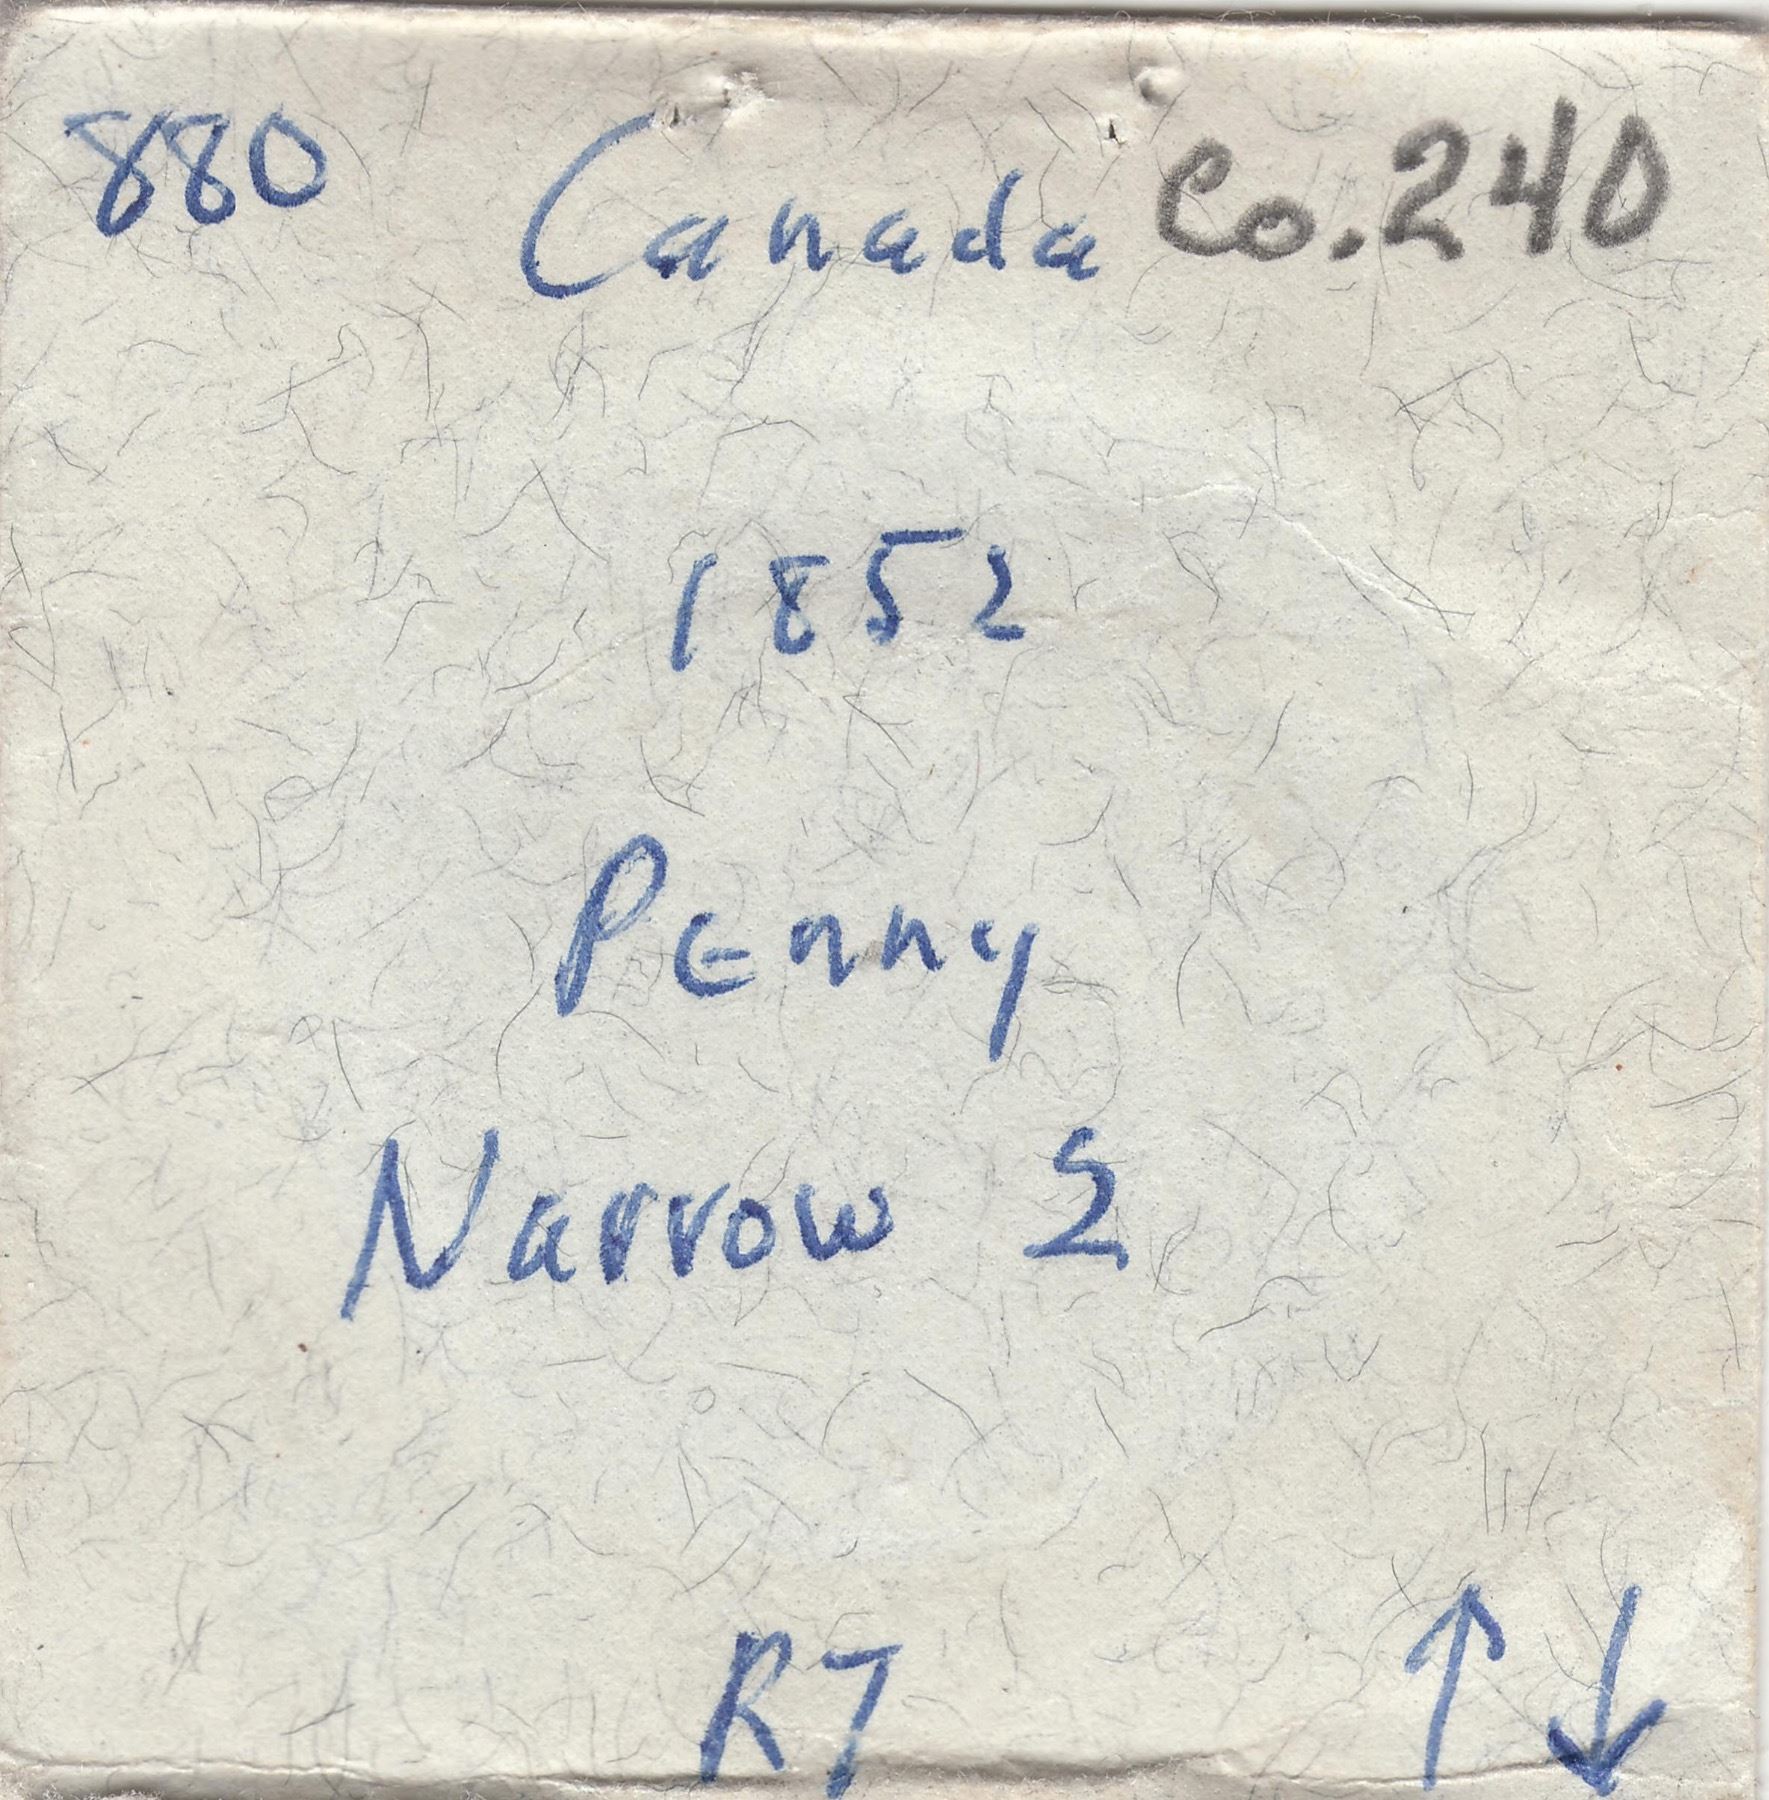 880 Canada Co. 240
1852
Penny
Narrow 2
R7 ↑ ↓